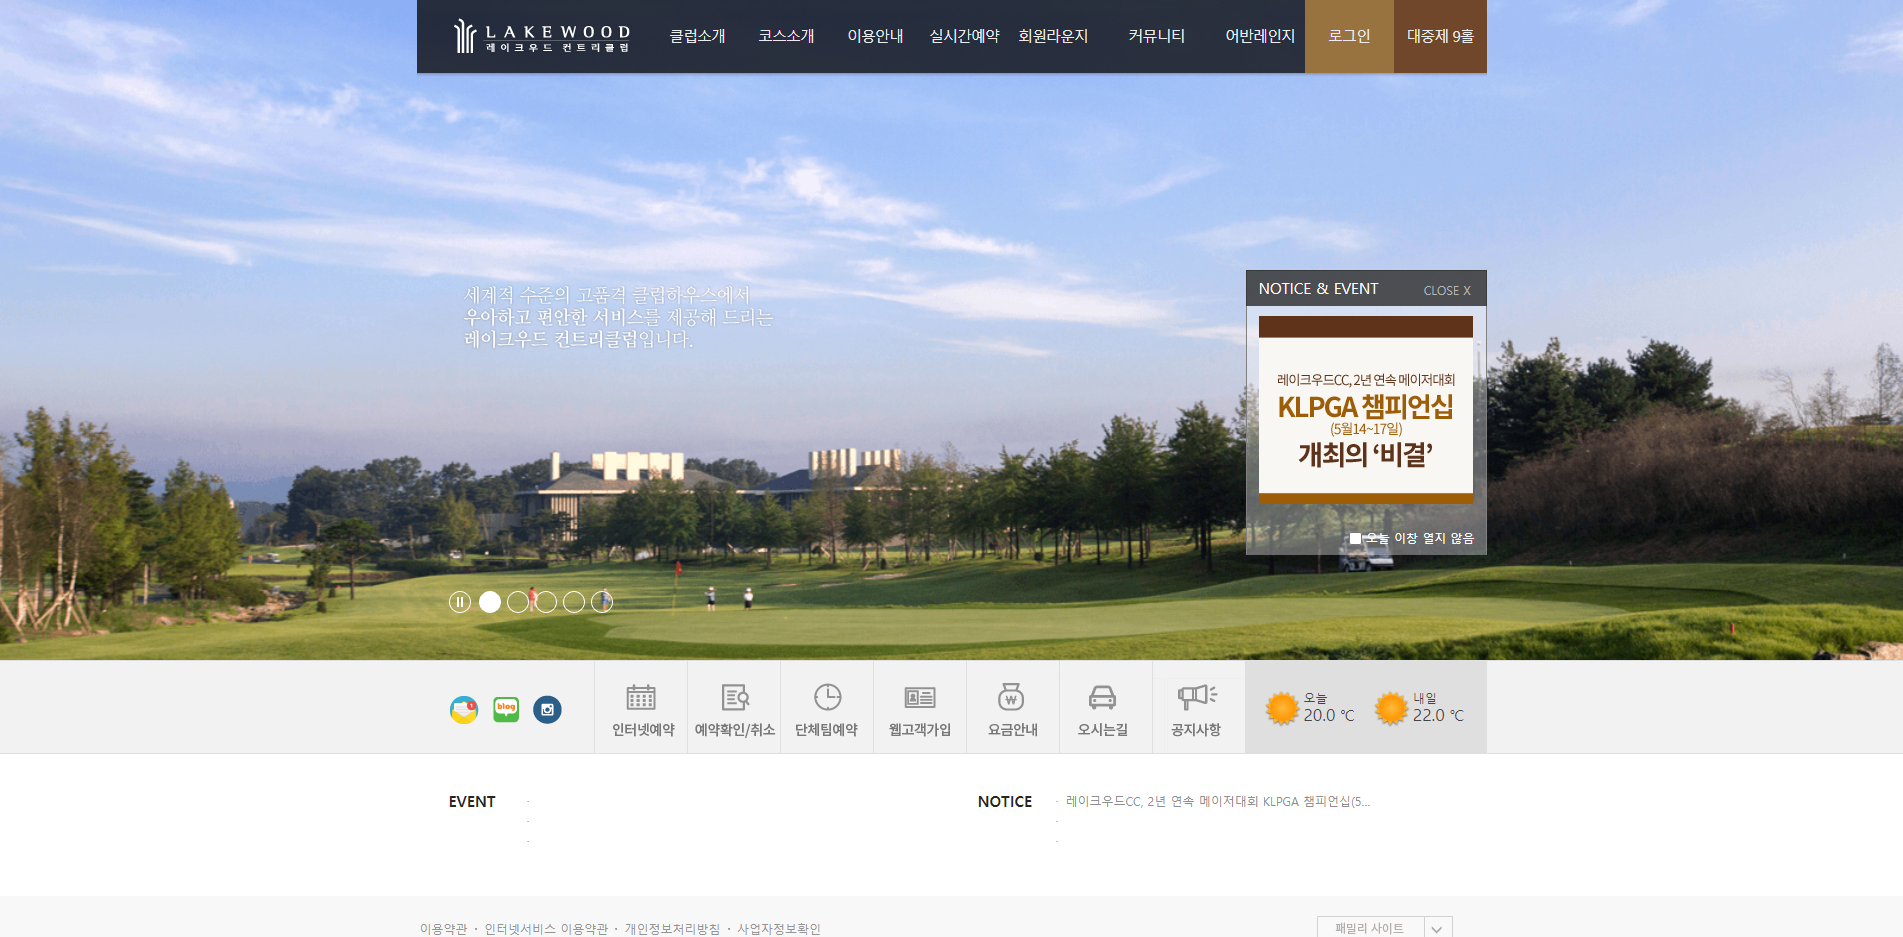 LAKEWOOD
레이크우드 컨트리클럽
클럽소개
코스소개
이용안내
실시간예약
회원라운지
커뮤니티
어반레인지
로그인
대중제 9홀
세계적 수준의 고품격 클럽하우스에서
우아하고 편안한 서비스를 제공해 드리는
레이크우드 컨트리클럽입니다.
NOTICE & EVENT
CLOSE X
레이크우드CC, 2년 연속 메이저대회
KLPGA 챔피언십
(5월14~17일)
개최의 ‘비결’
오늘 이창 열지 않음
1
blog
인터넷예약
예약확인/취소
단체팀예약
웹고객가입
₩
요금안내
오시는길
공지사항
오늘
20.0 ℃
내일
22.0 ℃
EVENT
NOTICE
· 레이크우드CC, 2년 연속 메이저대회 KLPGA 챔피언십(5...
이용약관 · 인터넷서비스 이용약관 · 개인정보처리방침 · 사업자정보확인
패밀리 사이트